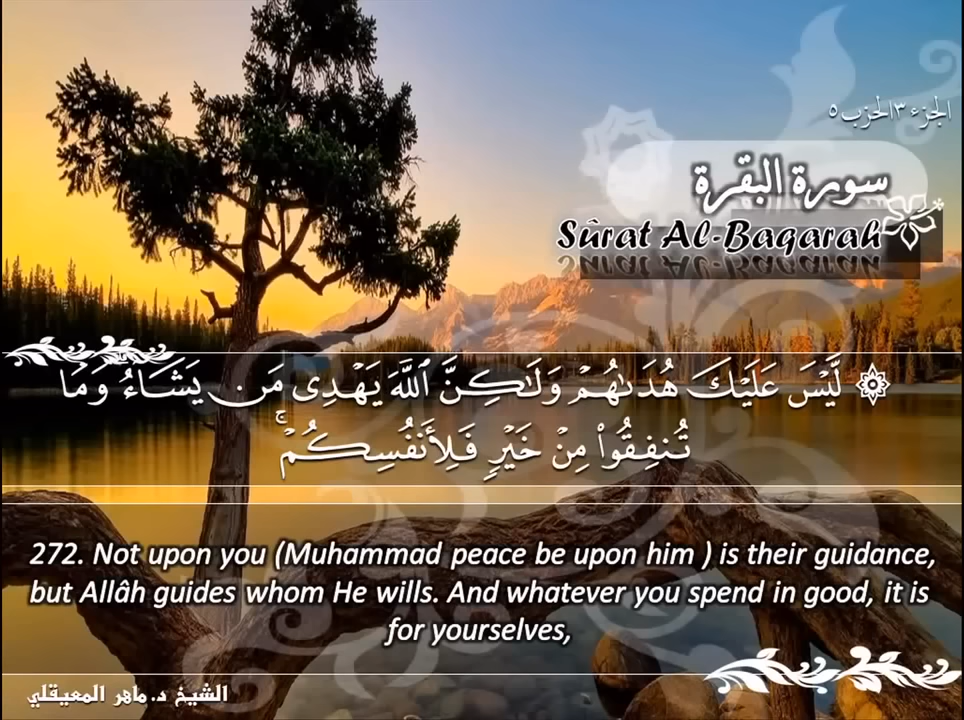 الجزء ٣ الحزب ٥
سورة البقرة
Sûrat Al-Baqarah
۞ لَّيْسَ عَلَيْكَ هُدَىٰهُمْ وَلَـٰكِنَّ ٱللَّهَ يَهْدِى مَن يَشَآءُ وَمَا
تُنفِقُوا۟ مِنْ خَيْرٍ فَلِأَنفُسِكُمْ ۚ
272. Not upon you (Muhammad peace be upon him ) is their guidance,
but Allâh guides whom He wills. And whatever you spend in good, it is
for yourselves,
الشيخ د. ماهر المعيقلي